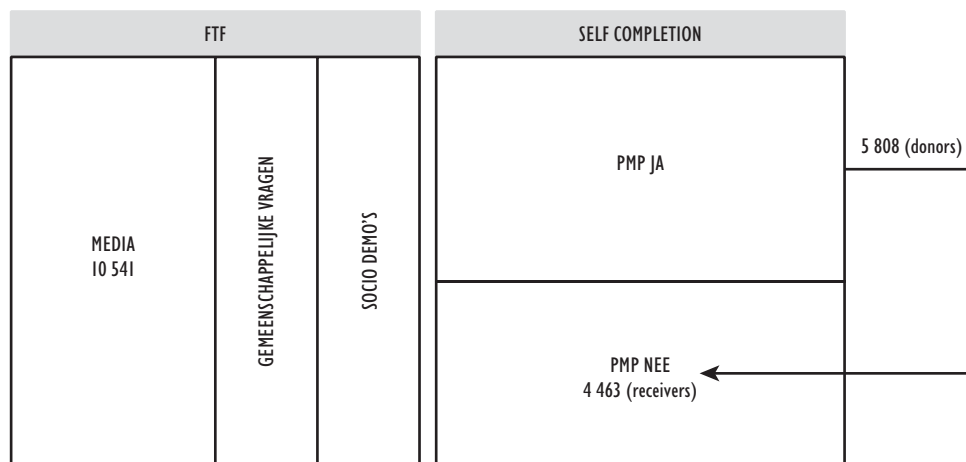 FTF
SELF COMPLETION
MEDIA
10 541
GEMEENSCHAPPELIJKE VRAGEN
SOCIO DEMO'S
PMP JA
5 808 (donors)
PMP NEE
4 463 (receivers)